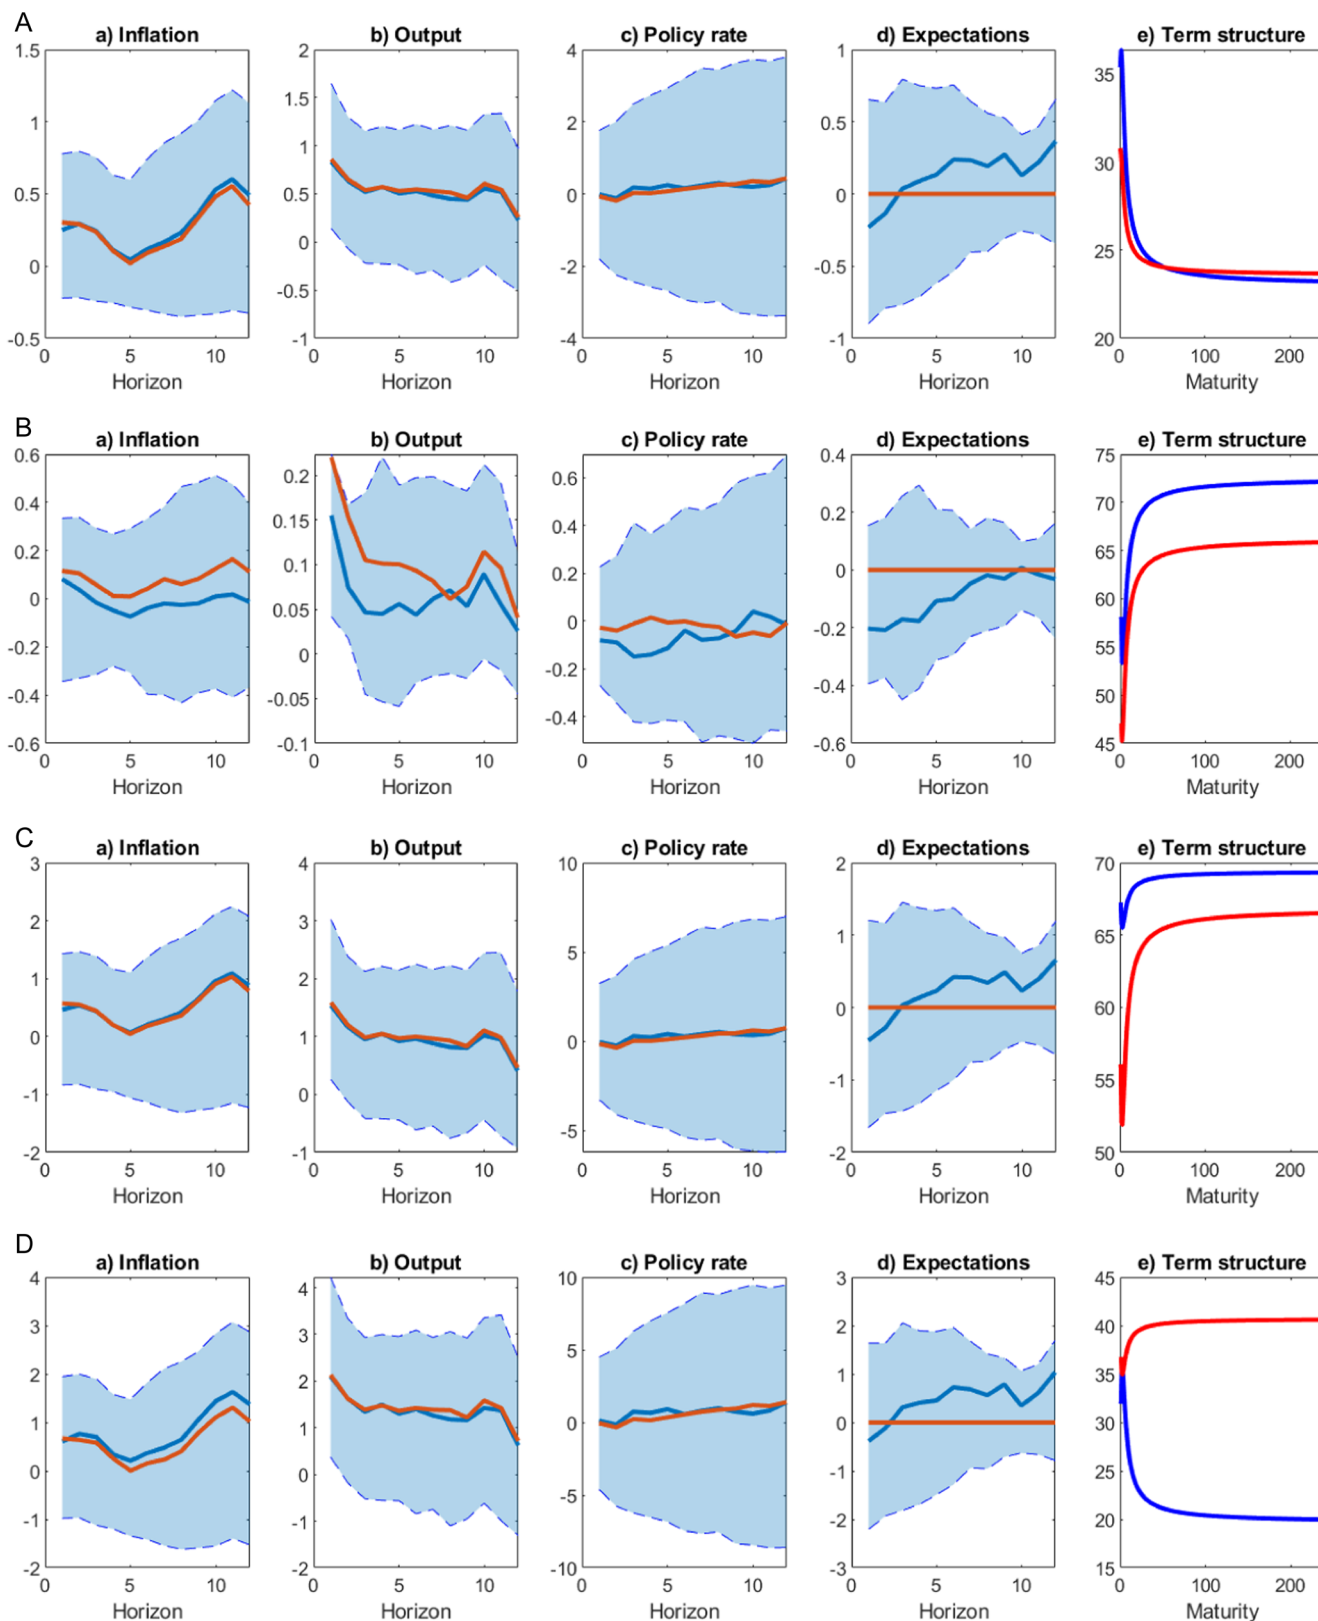 A
a) Inflation b) Output c) Policy rate d) Expectations e) Term structure
1.5 2 4 1 35
1 1.5 2 0.5 30
1
0.5 0.5 0 0 25
0 0 -2 -0.5
-0.5
-0.5 -1 -4 -1 20
0 5 10 0 5 10 0 5 10 0 5 10 0 100 200
Horizon Horizon Horizon Horizon Maturity
B
a) Inflation b) Output c) Policy rate d) Expectations e) Term structure
0.6 0.2 0.6 0.4 75
0.4 0.15 0.4 0.2 70
0.2 0.1 0.2 0 65
0 0.05 0 60
-0.2 0 -0.2 -0.2 55
-0.4 -0.05 -0.4 -0.4 50
-0.6 -0.1 -0.6 45
0 5 10 0 5 10 0 5 10 0 5 10 0 100 200
Horizon Horizon Horizon Horizon Maturity
C
a) Inflation b) Output c) Policy rate d) Expectations e) Term structure
3 4 10 2 70
2 3 5 1 65
1 2 0 0 60
0 1
-1 0 -5 -1 55
-2 -1 -2 50
0 5 10 0 5 10 0 5 10 0 5 10 0 100 200
Horizon Horizon Horizon Horizon Maturity
D
a) Inflation b) Output c) Policy rate d) Expectations e) Term structure
4 4 10 3 45
3 3 5 2 40
2 2 1 35
1 1 0 0 30
0 0 -1 25
-1 -1 -5 -2 20
-2 -2 -10 -3 15
0 5 10 0 5 10 0 5 10 0 5 10 0 100 200
Horizon Horizon Horizon Horizon Maturity